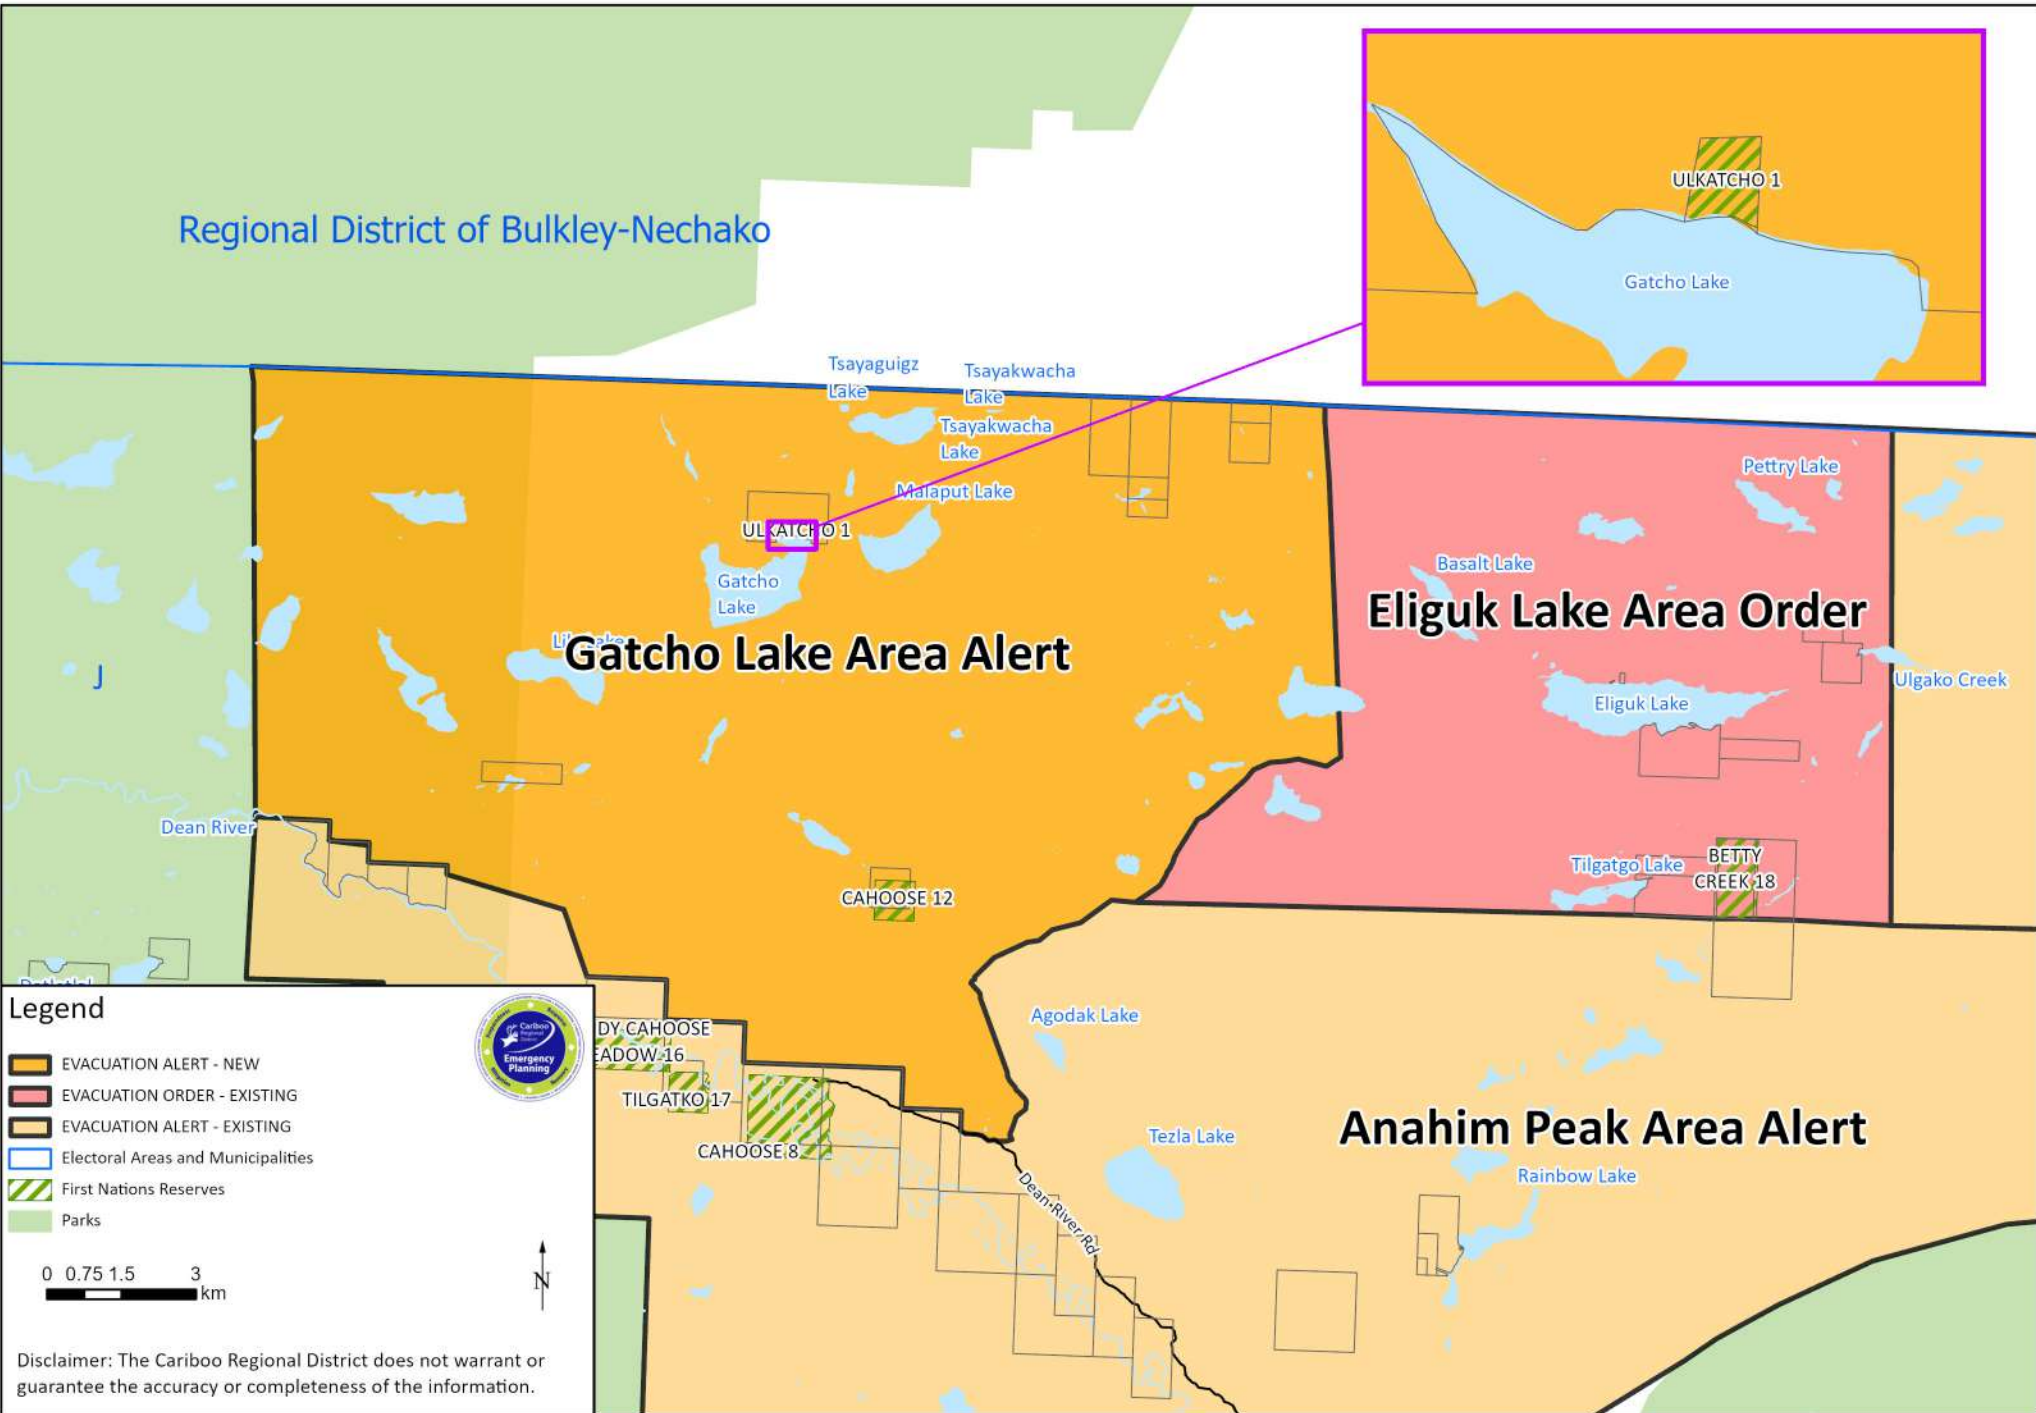 Regional District of Bulkley-Nechako
ULKATCHO 1
Gatcho Lake
Tsayaguigz
Lake
Tsayakwacha
Lake
Tsayakwacha
Lake
Malaput Lake
ULKATCHO 1
Gatcho
Lake
Gatcho Lake Area Alert
Pettry Lake
Basalt Lake
Eliguk Lake Area Order
Ulgako Creek
Eliguk Lake
J
Dean River
CAHOOSE 12
Tilgatgo Lake
BETTY
CREEK 18
Agodak Lake
DY CAHOOSE
EADOW 16
TILGATKO 17
CAHOOSE 8
Tezla Lake
Anahim Peak Area Alert
Rainbow Lake
Dean River Rd
Legend
Cariboo
Regional
District
Emergency
Planning
EVACUATION ALERT - NEW
EVACUATION ORDER - EXISTING
EVACUATION ALERT - EXISTING
Electoral Areas and Municipalities
First Nations Reserves
Parks
0 0.75 1.5 3
km
N
Disclaimer: The Cariboo Regional District does not warrant or
guarantee the accuracy or completeness of the information.